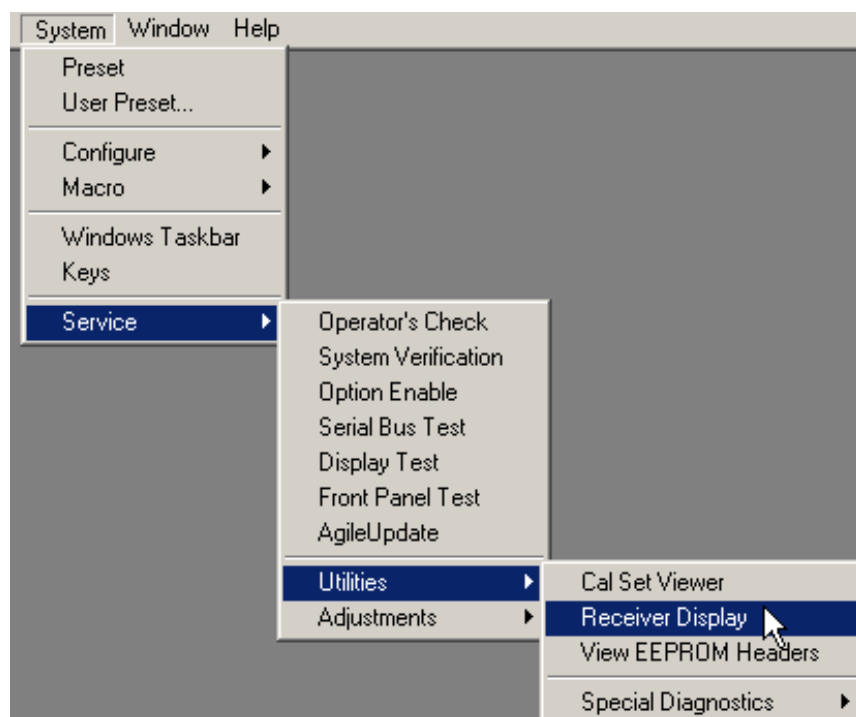 System Window Help
Preset
User Preset...
Configure
Macro
Windows Taskbar
Keys
Service
Operator's Check
System Verification
Option Enable
Serial Bus Test
Display Test
Front Panel Test
AgileUpdate
Utilities
Adjustments
Cal Set Viewer
Receiver Display
View EEPROM Headers
Special Diagnostics